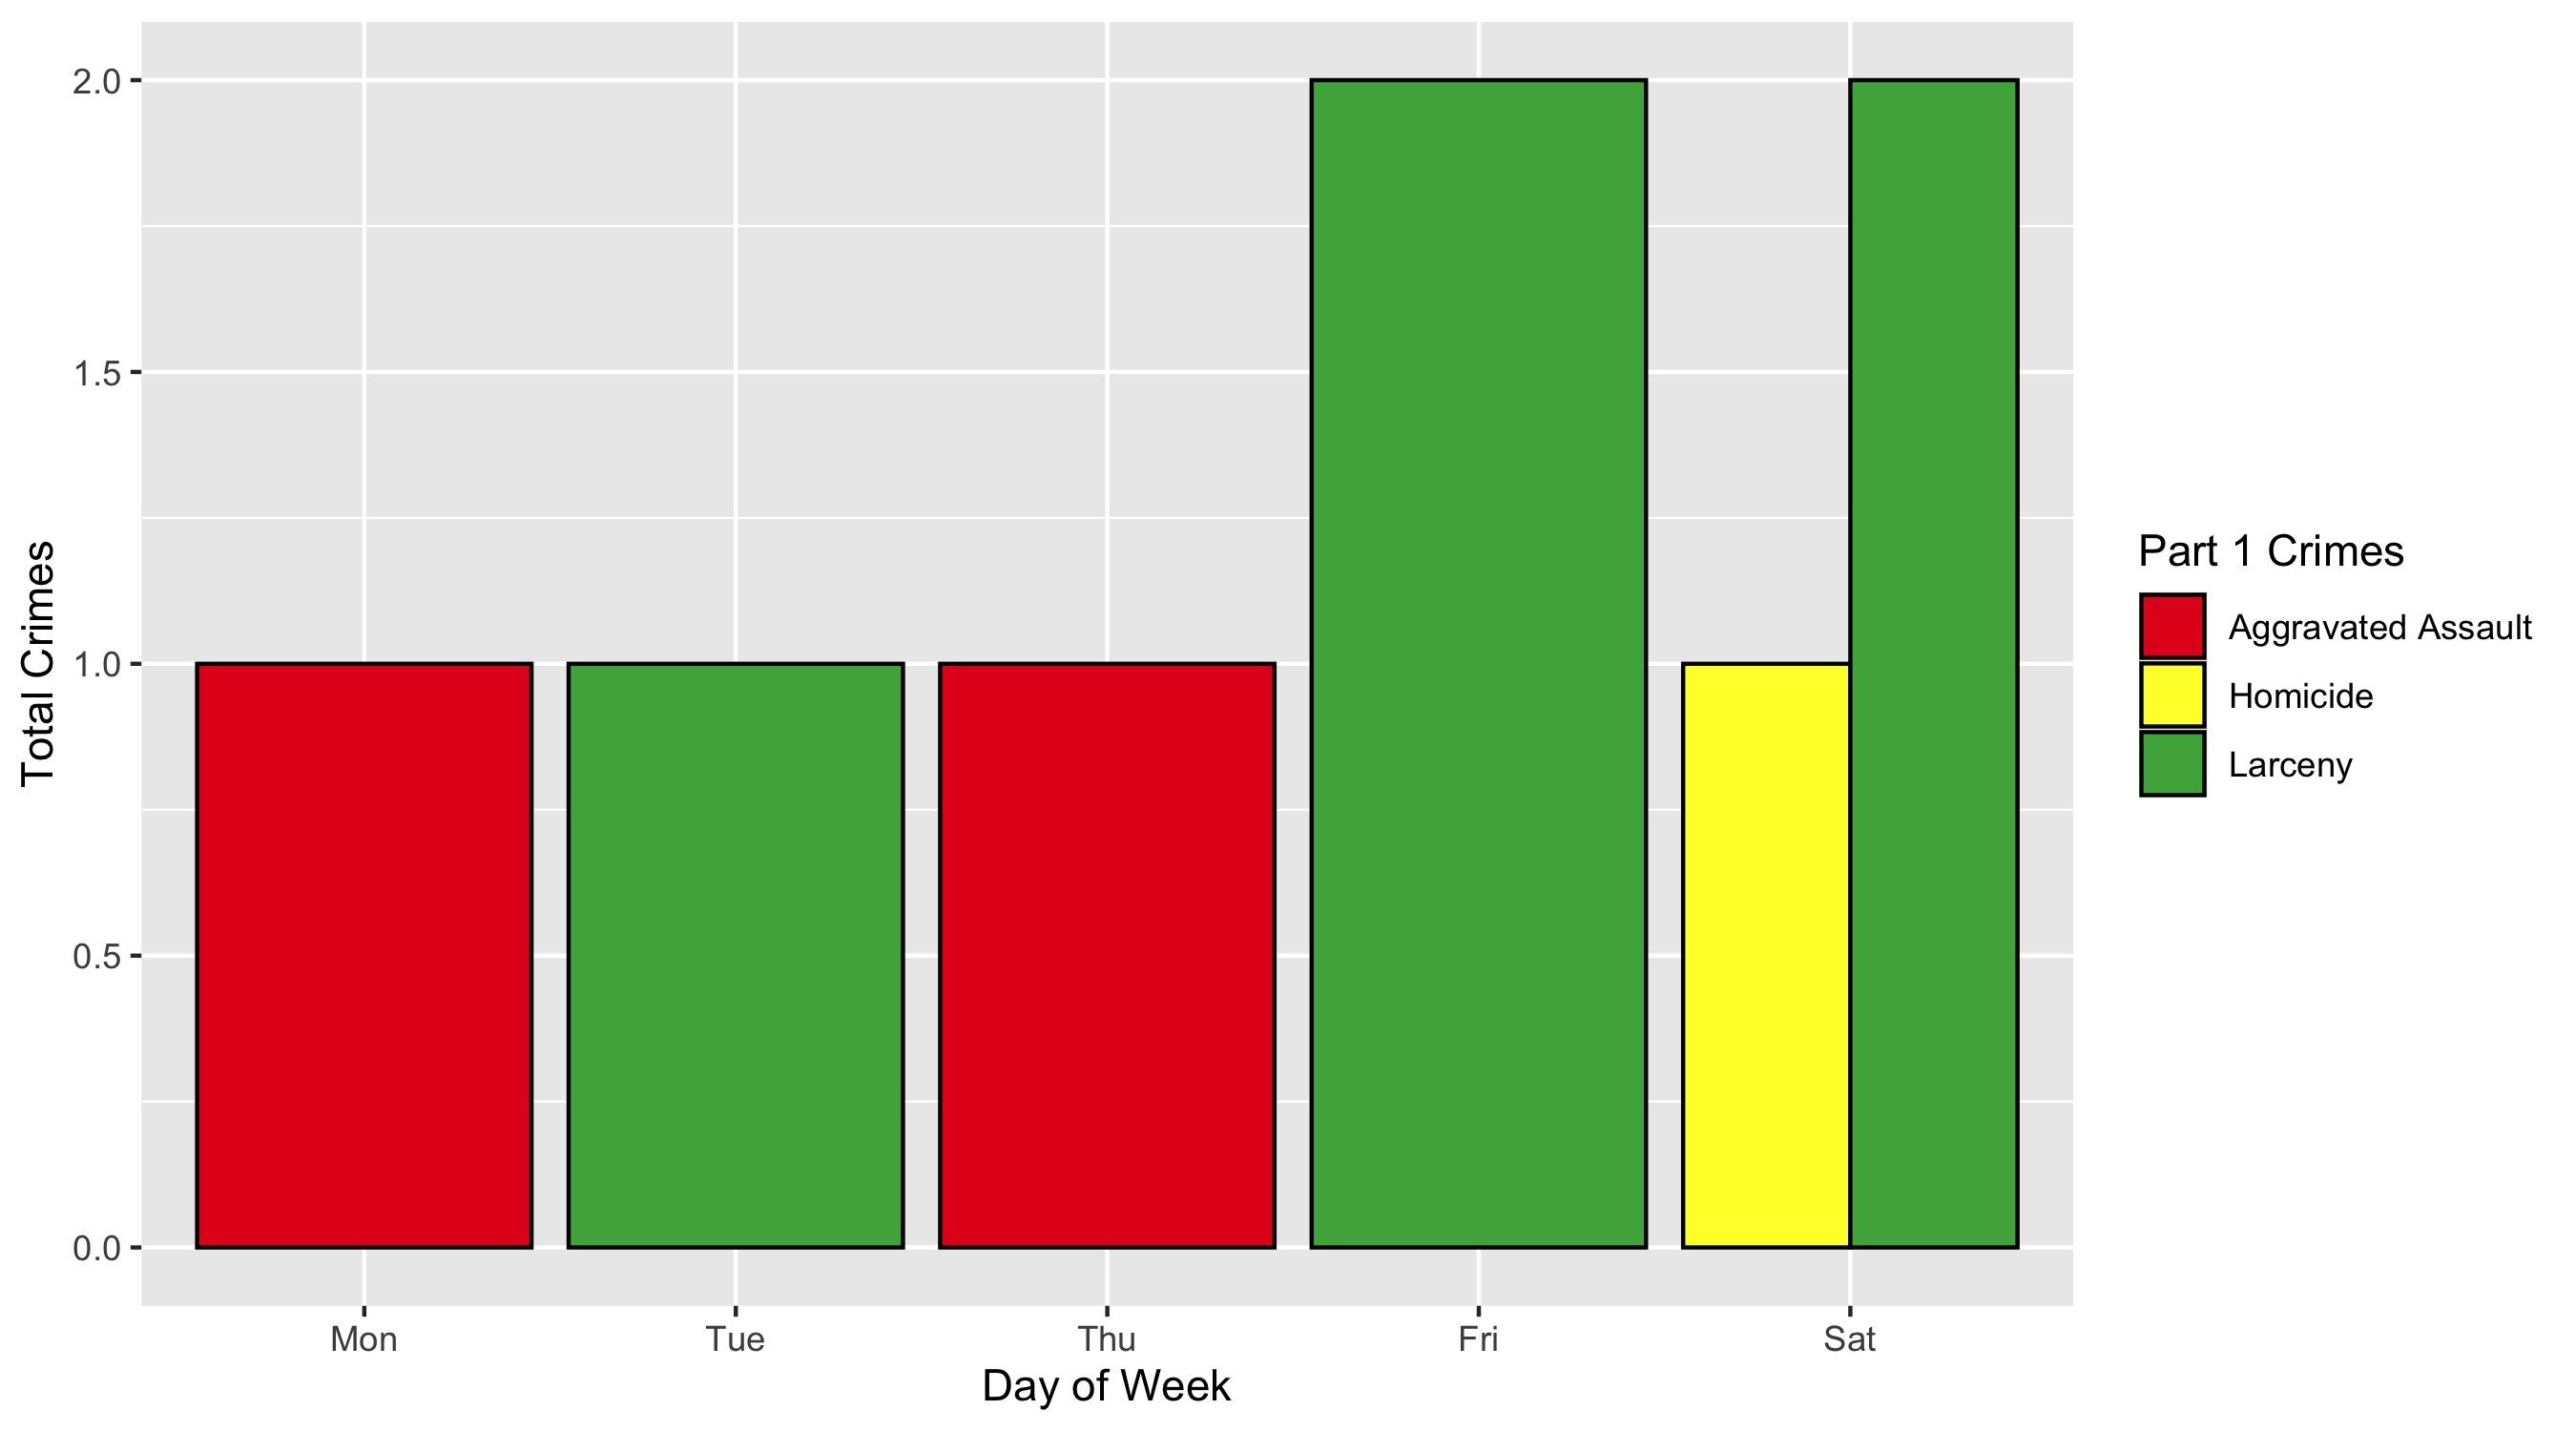 2.0
1.5
1.0
0.5
0.0
Total Crimes
Mon Tue Thu Fri Sat
Day of Week
Part 1 Crimes
Aggravated Assault
Homicide
Larceny